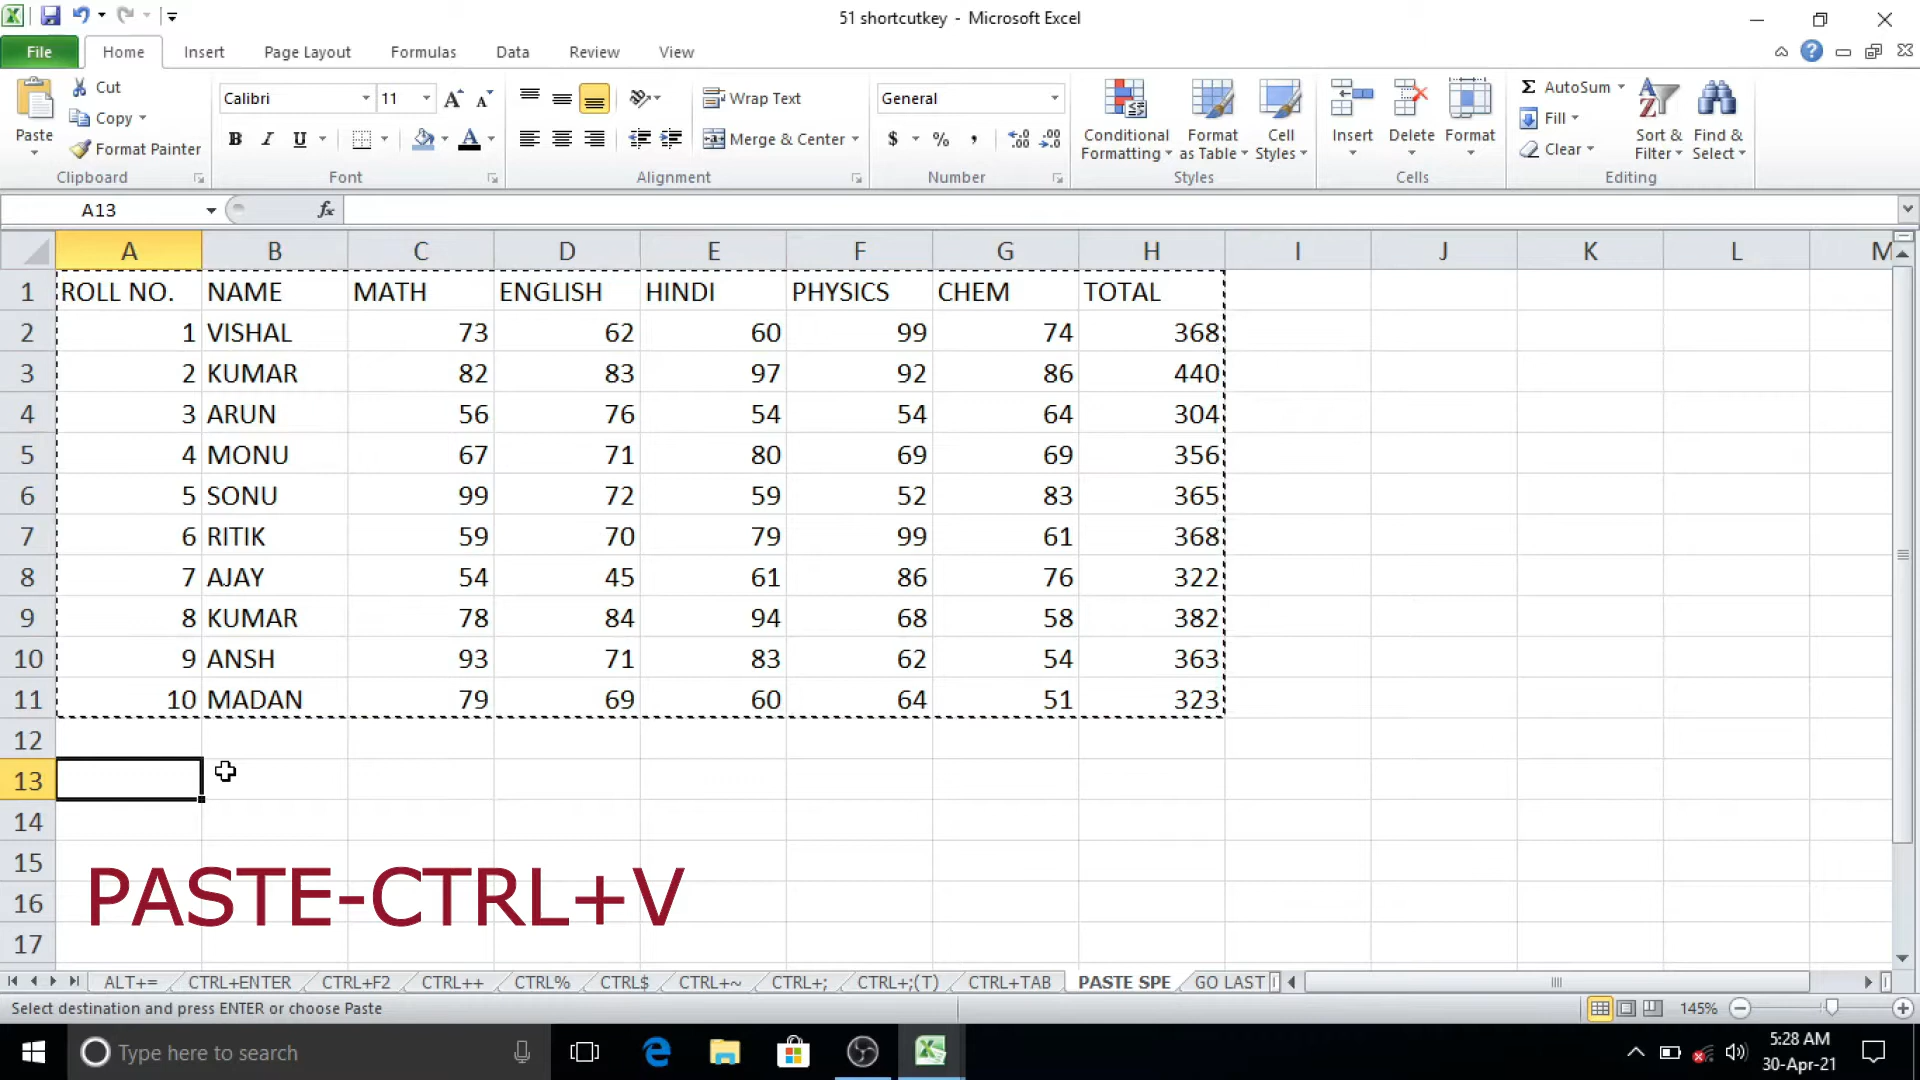 51 shortcutkey - Microsoft Excel
File Home Insert Page Layout Formulas Data Review View
Paste
Cut
Copy
Format Painter
Clipboard
Calibri 11
B I U A
Font
Wrap Text
Merge & Center
Alignment
General
$ % ,
Number
Conditional Formatting
Format as Table
Cell Styles
Styles
Insert Delete Format
Cells
Σ AutoSum
Fill
Clear
Sort & Filter
Find & Select
Editing
A13 fx
A B C D E F G H I J K L M
1 ROLL NO. NAME MATH ENGLISH HINDI PHYSICS CHEM TOTAL
2 1 VISHAL 73 62 60 99 74 368
3 2 KUMAR 82 83 97 92 86 440
4 3 ARUN 56 76 54 54 64 304
5 4 MONU 67 71 80 69 69 356
6 5 SONU 99 72 59 52 83 365
7 6 RITIK 59 70 79 99 61 368
8 7 AJAY 54 45 61 86 76 322
9 8 KUMAR 78 84 94 68 58 382
10 9 ANSH 93 71 83 62 54 363
11 10 MADAN 79 69 60 64 51 323
12
13
14
15
16
17
PASTE-CTRL+V
ALT+= CTRL+ENTER CTRL+F2 CTRL++ CTRL% CTRL$ CTRL+~ CTRL+; CTRL+;(T) CTRL+TAB PASTE SPE GO LAST
Select destination and press ENTER or choose Paste 145%
Type here to search
5:28 AM
30-Apr-21